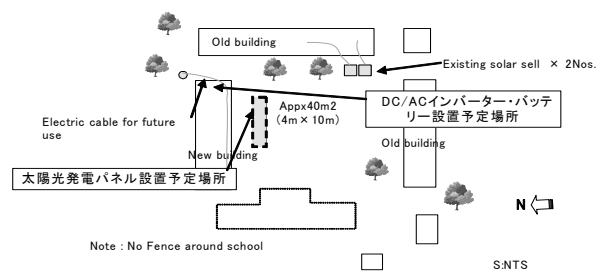 Old building
Existing solar sell × 2Nos.
Appx40m2
(4m×10m)
DC/ACインバーター・バッテ
リー設置予定場所
Electric cable for future
use
Old building
New building
太陽光発電パネル設置予定場所
N
Note : No Fence around school
S:NTS